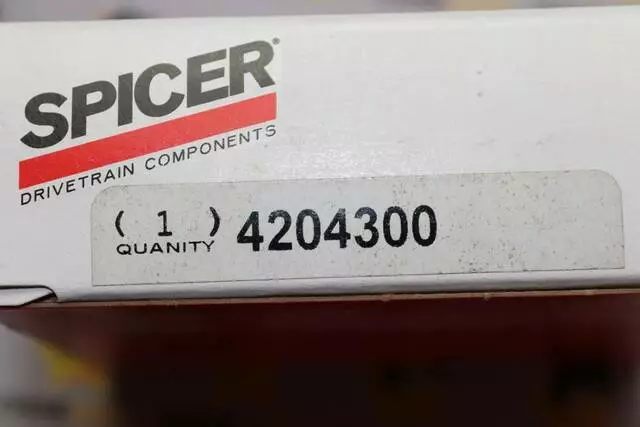 SPICER®
DRIVETRAIN COMPONENTS
( 1 ) 4204300
QUANITY